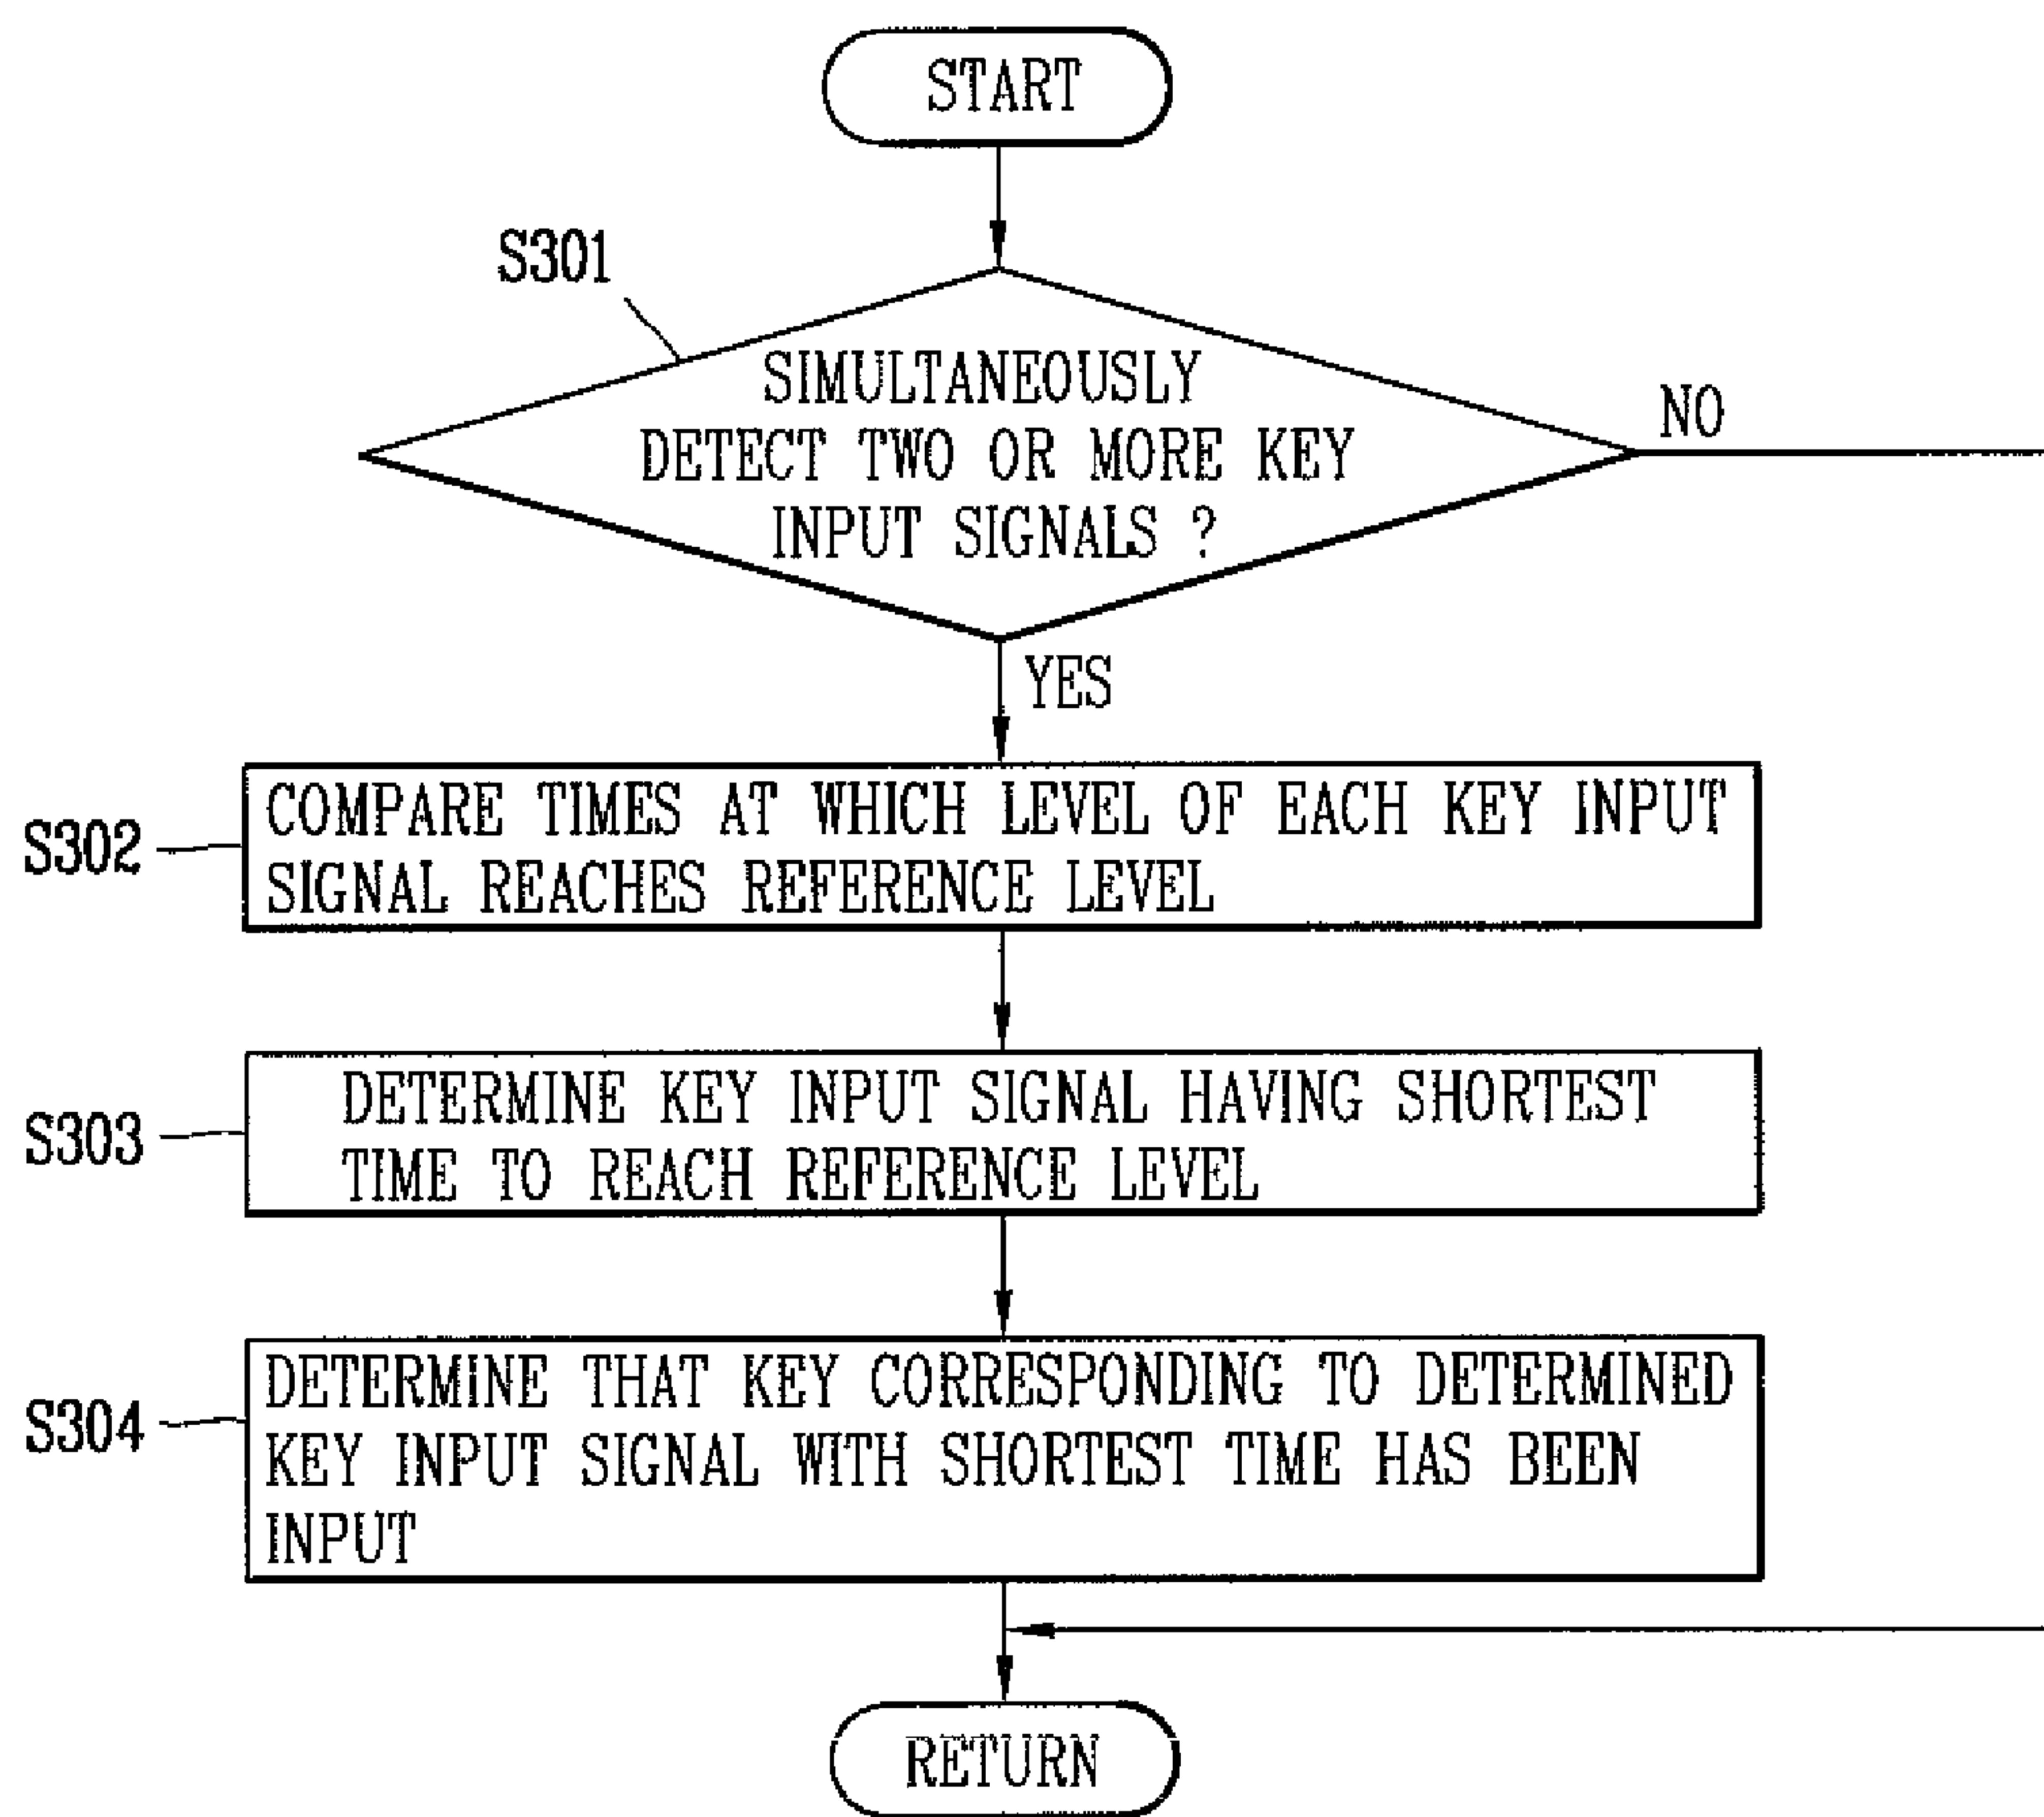 START
S301
SIMULTANEOUSLY
DETECT TWO OR MORE KEY
INPUT SIGNALS ?
NO
YES
S302
COMPARE TIMES AT WHICH LEVEL OF EACH KEY INPUT
SIGNAL REACHES REFERENCE LEVEL
S303
DETERMINE KEY INPUT SIGNAL HAVING SHORTEST
TIME TO REACH REFERENCE LEVEL
S304
DETERMINE THAT KEY CORRESPONDING TO DETERMINED
KEY INPUT SIGNAL WITH SHORTEST TIME HAS BEEN
INPUT
RETURN